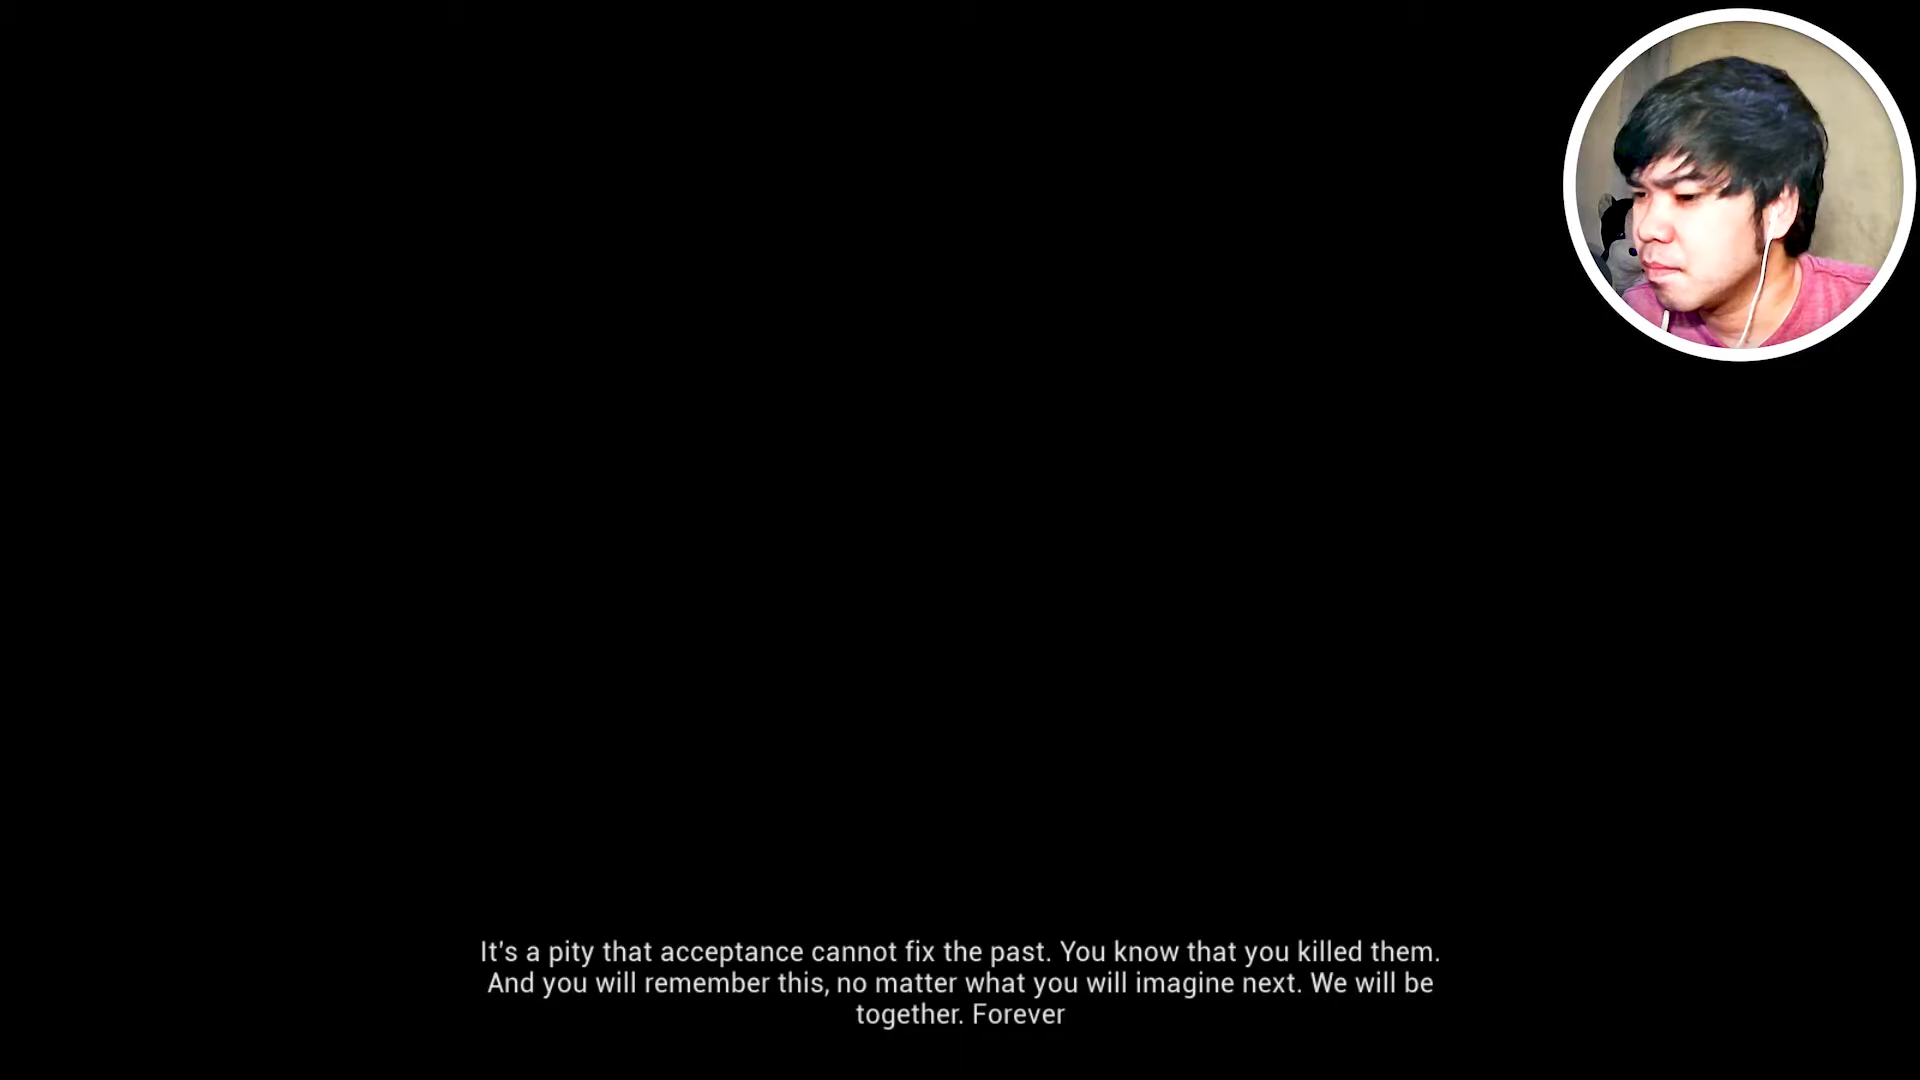 It's a pity that acceptance cannot fix the past. You know that you killed them.
And you will remember this, no matter what you will imagine next. We will be
together. Forever